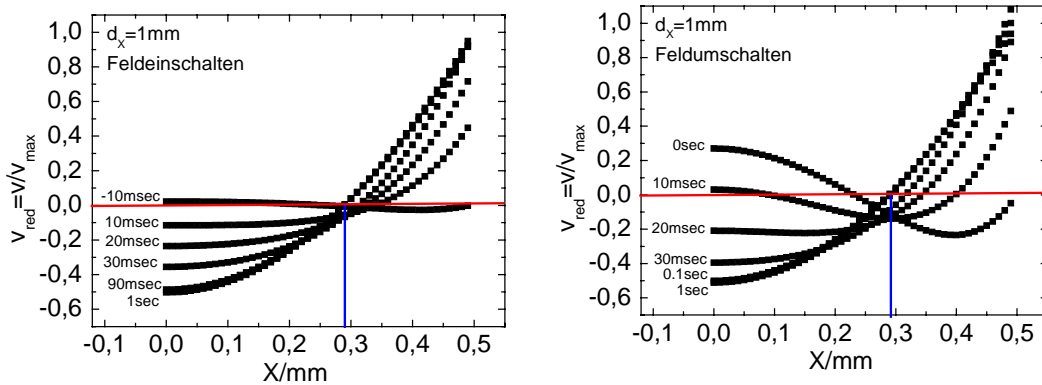 d_x=1mm
Feldeinschalten
v_red=v/v_max
1,0
0,8
0,6
0,4
0,2
0,0
-0,2
-0,4
-0,6
-10msec
10msec
20msec
30msec
90msec
1sec
-0,1 0,0 0,1 0,2 0,3 0,4 0,5
X/mm
d_x=1mm
Feldumschalten
v_red=v/v_max
1,0
0,8
0,6
0,4
0,2
0,0
-0,2
-0,4
-0,6
0sec
10msec
20msec
30msec
0.1sec
1sec
-0,1 0,0 0,1 0,2 0,3 0,4 0,5
X/mm